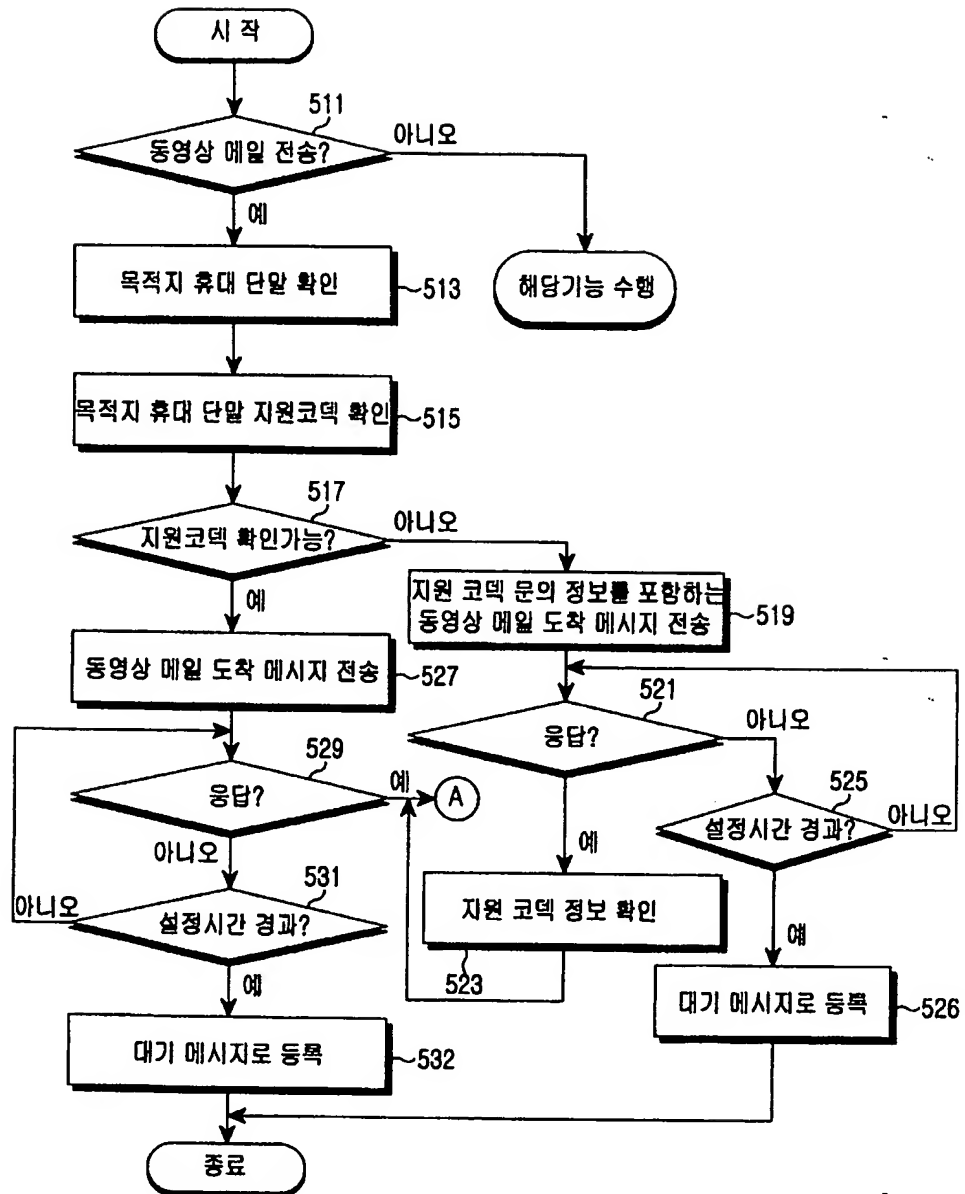 시 작
511
동영상 메일 전송?
아니오
예
목적지 휴대 단말 확인
513
해당기능 수행
목적지 휴대 단말 지원코덱 확인
515
517
지원코덱 확인가능?
아니오
예
지원 코덱 문의 정보를 포함하는
동영상 메일 도착 메시지 전송
519
동영상 메일 도착 메시지 전송
527
521
응답?
아니오
529
응답?
예
A
525
설정시간 경과?
아니오
아니오
예
531
설정시간 경과?
아니오
지원 코덱 정보 확인
523
예
예
대기 메시지로 등록
526
대기 메시지로 등록
532
종료